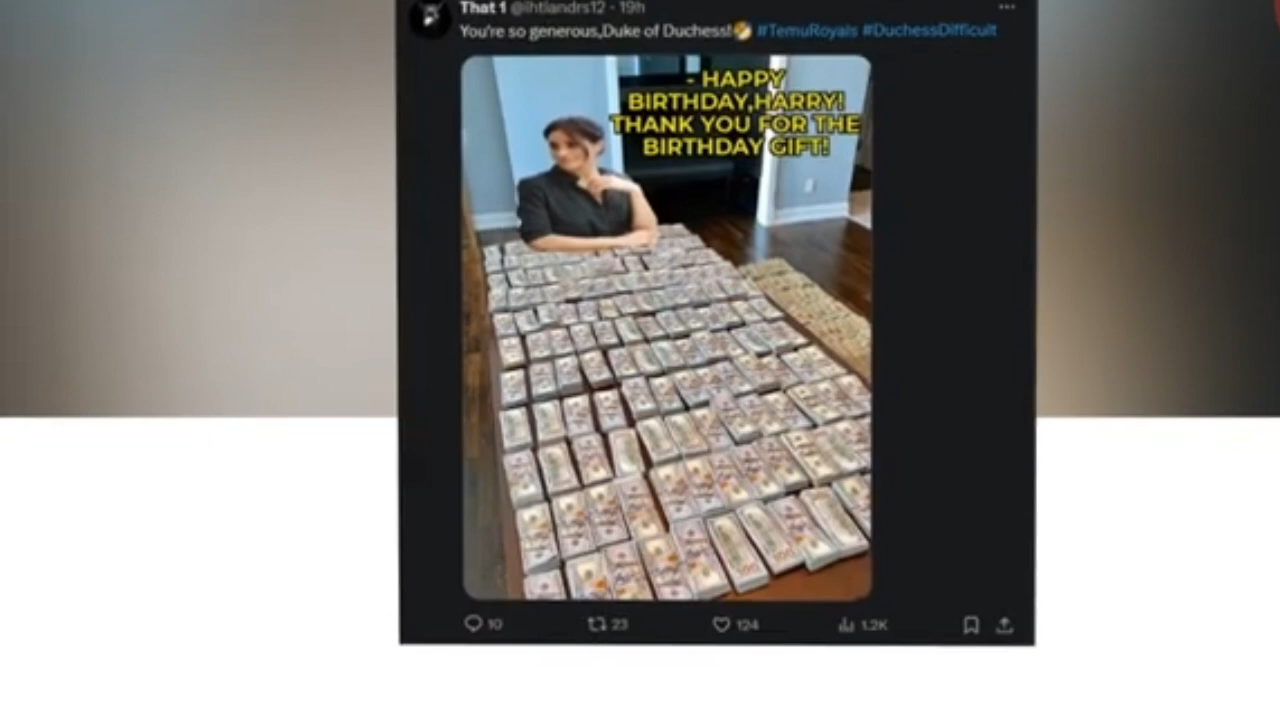 That 1 @ihtiandrs12 · 19h
You're so generous,Duke of Duchess!🤣 #TemuRoyals #DuchessDifficult
- HAPPY
BIRTHDAY,HARRY!
THANK YOU FOR THE
BIRTHDAY GIFT!
10 23 124 1.2K